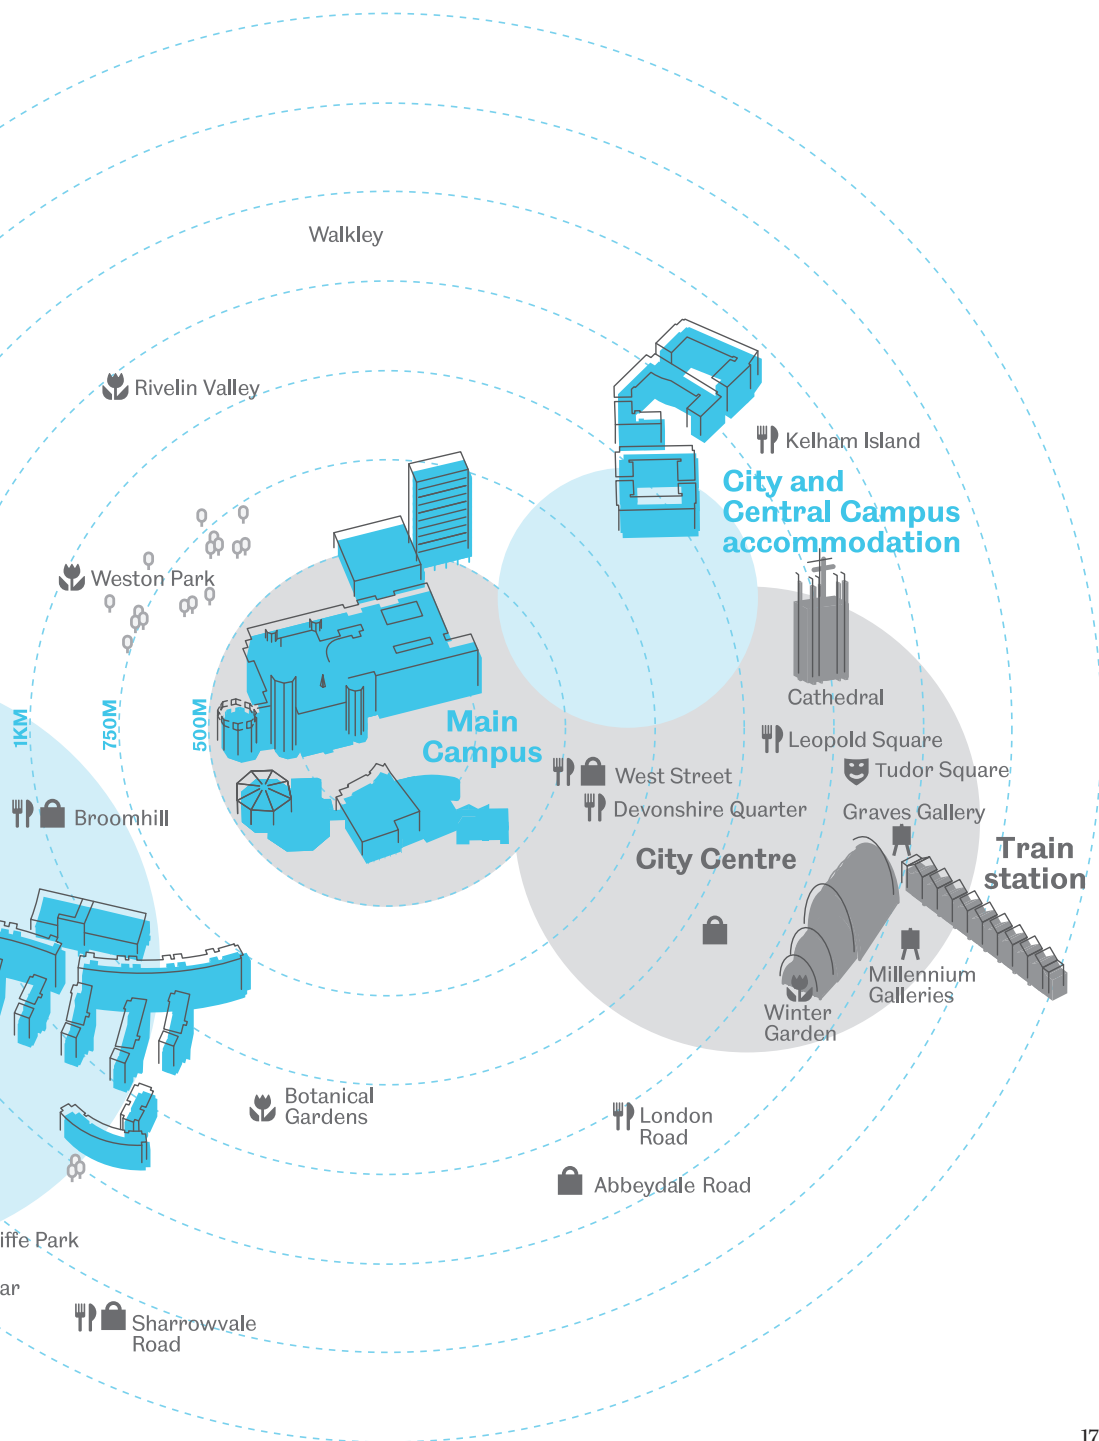 Walkley
Rivelin Valley
Kelham Island
City and
Central Campus
accommodation
Weston Park
Cathedral
1KM
750M
500M
Main
Campus
Leopold Square
West Street
Tudor Square
Broomhill
Devonshire Quarter
Graves Gallery
City Centre
Train
station
Millennium
Galleries
Winter
Garden
Botanical
Gardens
London
Road
Abbeydale Road
iffe Park
ar
Sharrowvale
Road
17